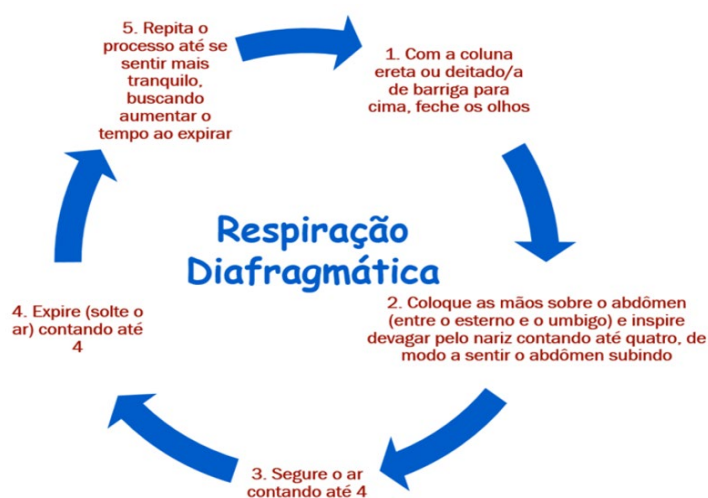 Respiração
Diafragmática
1. Com a coluna
ereta ou deitado/a
de barriga para
cima, feche os olhos
2. Coloque as mãos sobre o abdômen
(entre o esterno e o umbigo) e inspire
devagar pelo nariz contando até quatro, de
modo a sentir o abdômen subindo
3. Segure o ar
contando até 4
4. Expire (solte o
ar) contando até
4
5. Repita o
processo até se
sentir mais
tranquilo,
buscando
aumentar o
tempo ao expirar